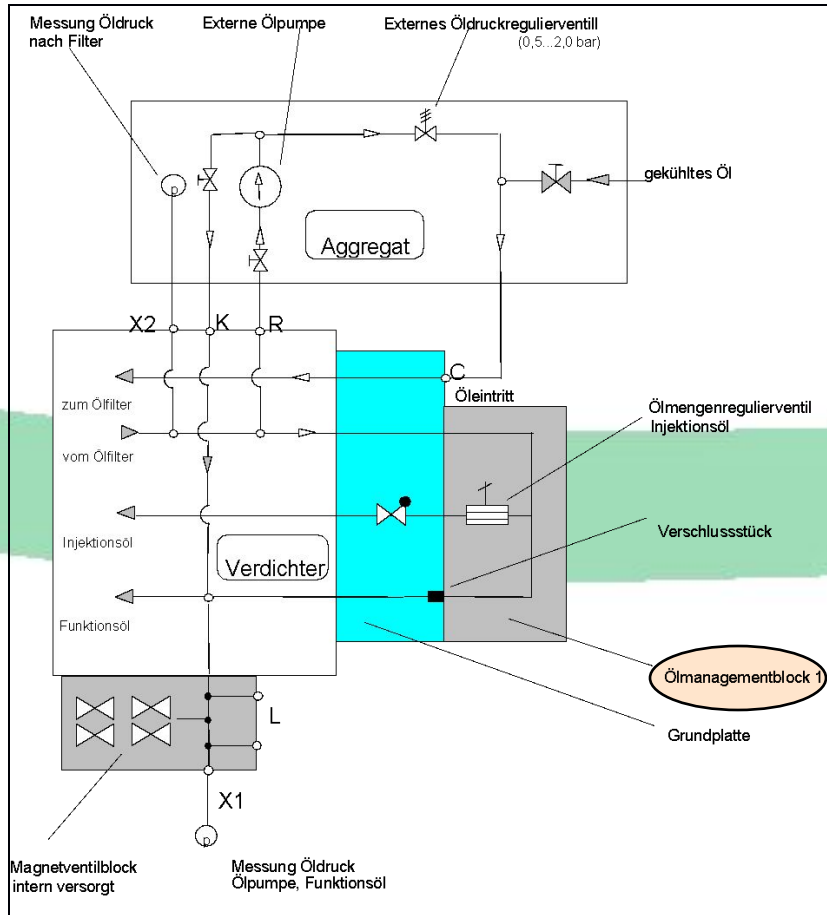 Messung Öldruck
nach Filter
Externe Ölpumpe
Externes Öldruckregulierventill
(0,5...2,0 bar)
p
gekühltes Öl
Aggregat
X2
K
R
C
zum Ölfilter
Öleintritt
Ölmengenregulierventil
Injektionsöl
vom Ölfilter
Injektionsöl
Verschlussstück
Verdichter
Funktionsöl
Ölmanagementblock 1
L
Grundplatte
X1
p
Magnetventilblock
intern versorgt
Messung Öldruck
Ölpumpe, Funktionsöl